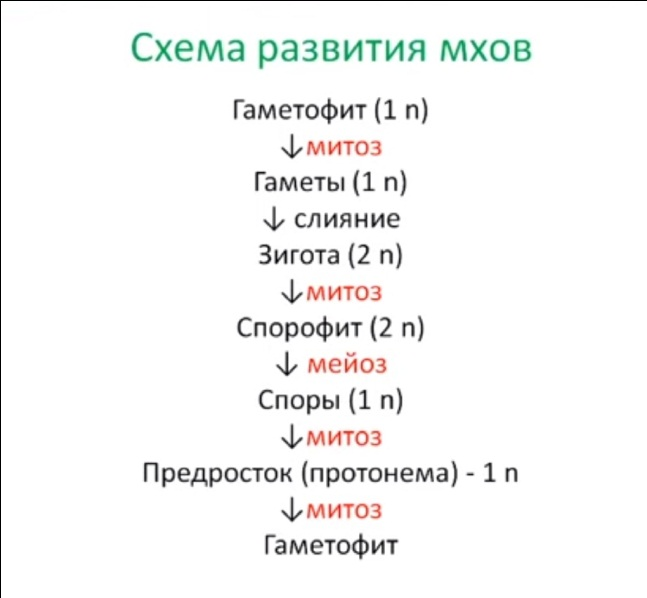 Схема развития мхов
Гаметофит (1 n)
↓митоз
Гаметы (1 n)
↓ слияние
Зигота (2 n)
↓митоз
Спорофит (2 n)
↓ мейоз
Споры (1 n)
↓митоз
Предросток (протонема) - 1 n
↓митоз
Гаметофит